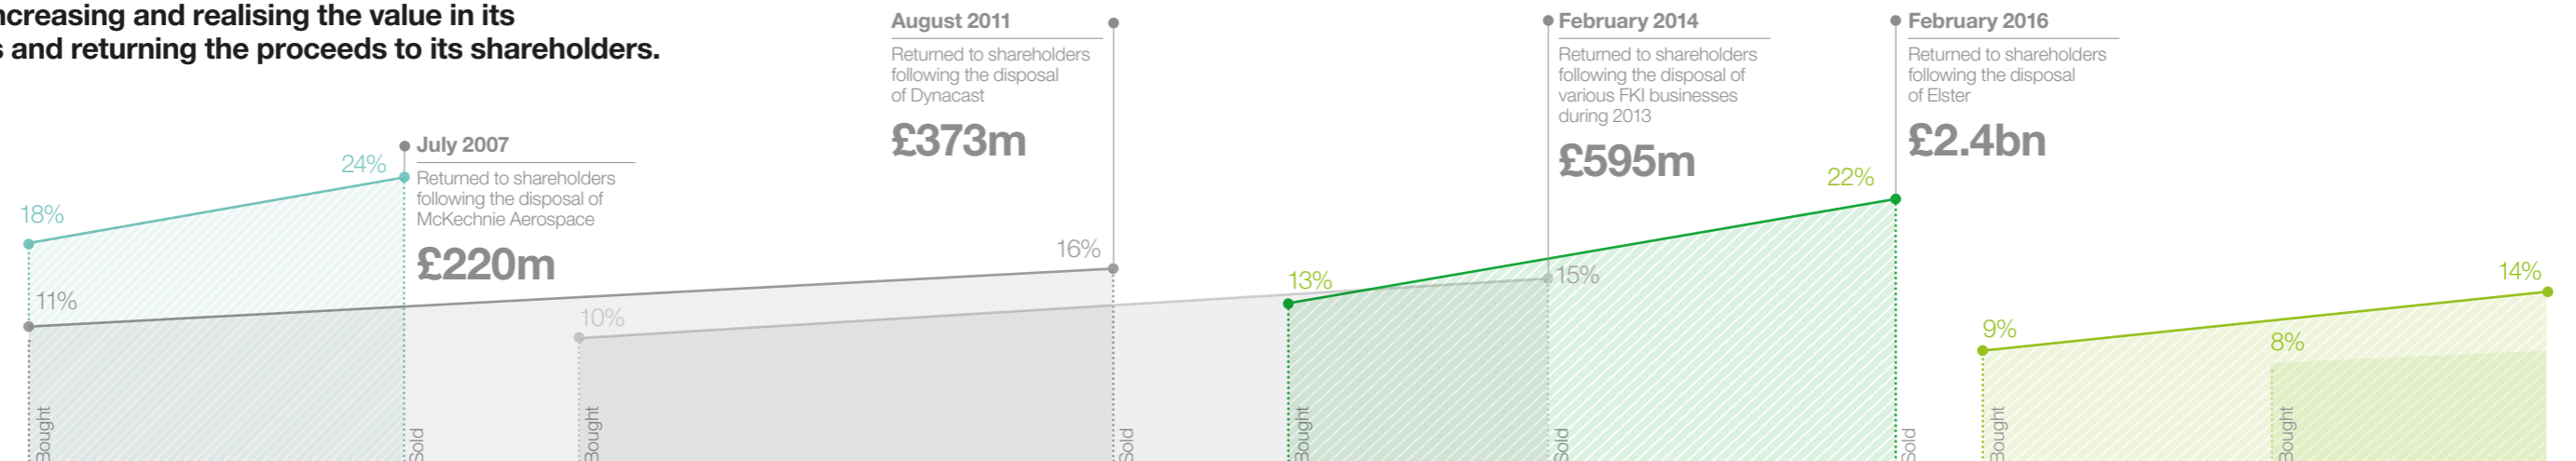 increasing and realising the value in its
s and returning the proceeds to its shareholders.
August 2011
Returned to shareholders
following the disposal
of Dynacast
£373m
February 2014
Returned to shareholders
following the disposal of
various FKI businesses
during 2013
£595m
February 2016
Returned to shareholders
following the disposal
of Elster
£2.4bn
July 2007
Returned to shareholders
following the disposal of
McKechnie Aerospace
£220m
18%
24%
11%
10%
16%
13%
15%
22%
9%
8%
14%
Bought
Sold
Bought
Sold
Bought
Sold
Sold
Bought
Bought